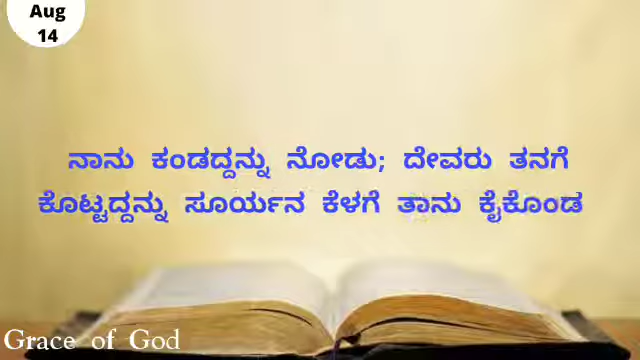 Aug
14
ನಾನು ಕಂಡದ್ದನ್ನು ನೋಡು; ದೇವರು ತನಗೆ
ಕೊಟ್ಟದ್ದನ್ನು ಸೂರ್ಯನ ಕೆಳಗೆ ತಾನು ಕೈಕೊಂಡ
Grace of God